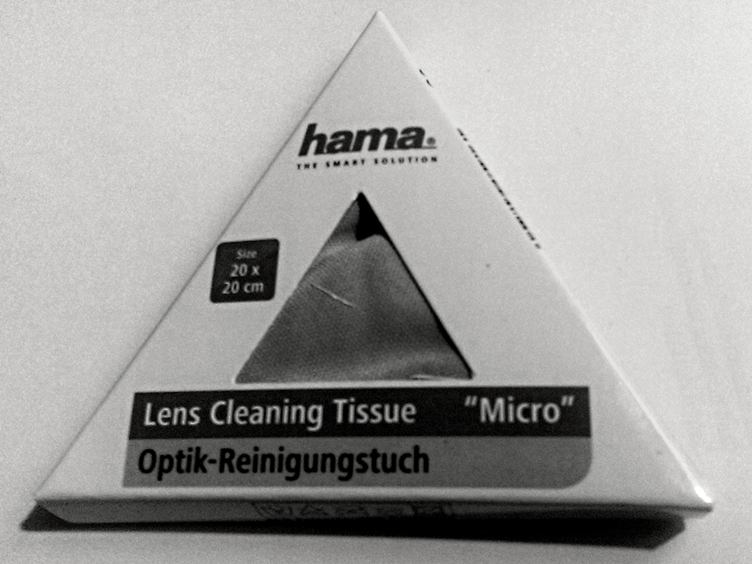 hama®
THE SMART SOLUTION
Size
20 x
20 cm
Lens Cleaning Tissue "Micro"
Optik-Reinigungstuch